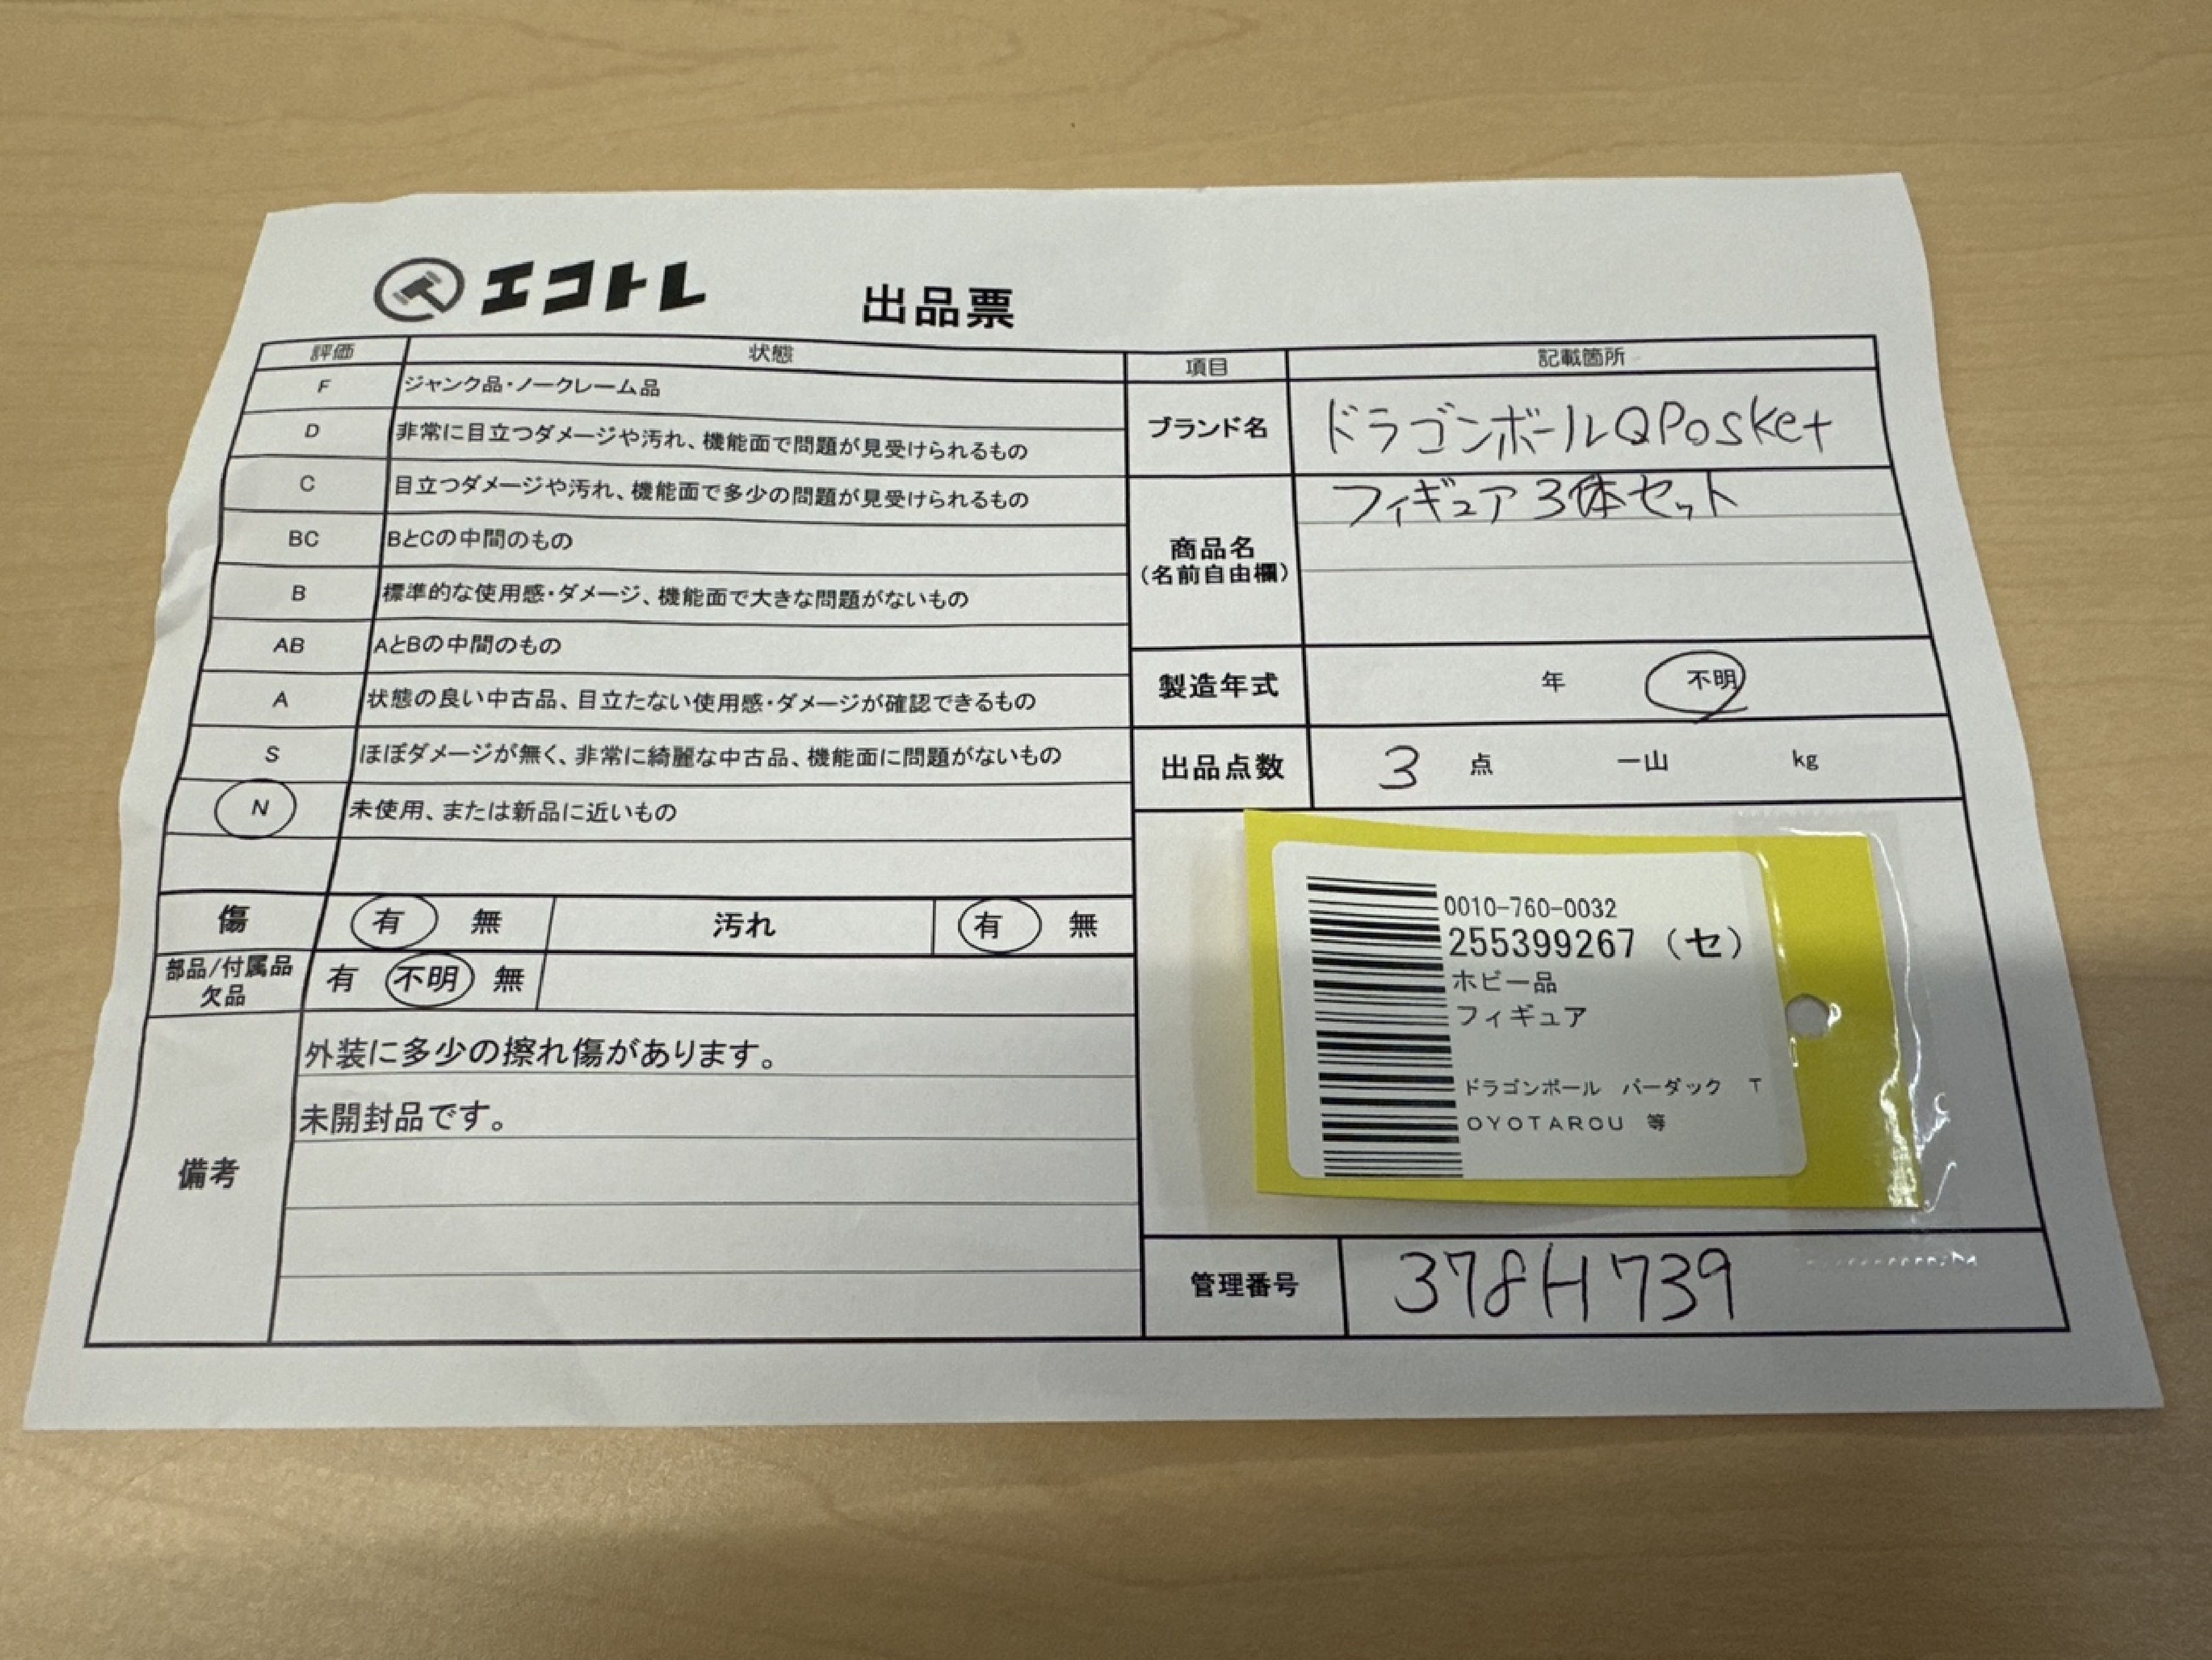 エコトレ 出品票
評価 状態
F ジャンク品・ノークレーム品
D 非常に目立つダメージや汚れ、機能面で問題が見受けられるもの
C 目立つダメージや汚れ、機能面で多少の問題が見受けられるもの
BC BとCの中間のもの
B 標準的な使用感・ダメージ、機能面で大きな問題がないもの
AB AとBの中間のもの
A 状態の良い中古品、目立たない使用感・ダメージが確認できるもの
S ほぼダメージが無く、非常に綺麗な中古品、機能面に問題がないもの
N 未使用、または新品に近いもの
傷 有 無 汚れ 有 無
部品/付属品
欠品
有 不明 無
備考
外装に多少の擦れ傷があります。
未開封品です。
項目 記載箇所
ブランド名 ドラゴンボールQPosket
商品名
(名前自由欄)
フィギュア3体セット
製造年式 年 不明
出品点数 3 点 一山 kg
0010-760-0032
255399267 (セ)
ホビー品
フィギュア
ドラゴンボール バーダック T
OYOTAROU 等
管理番号 378H739